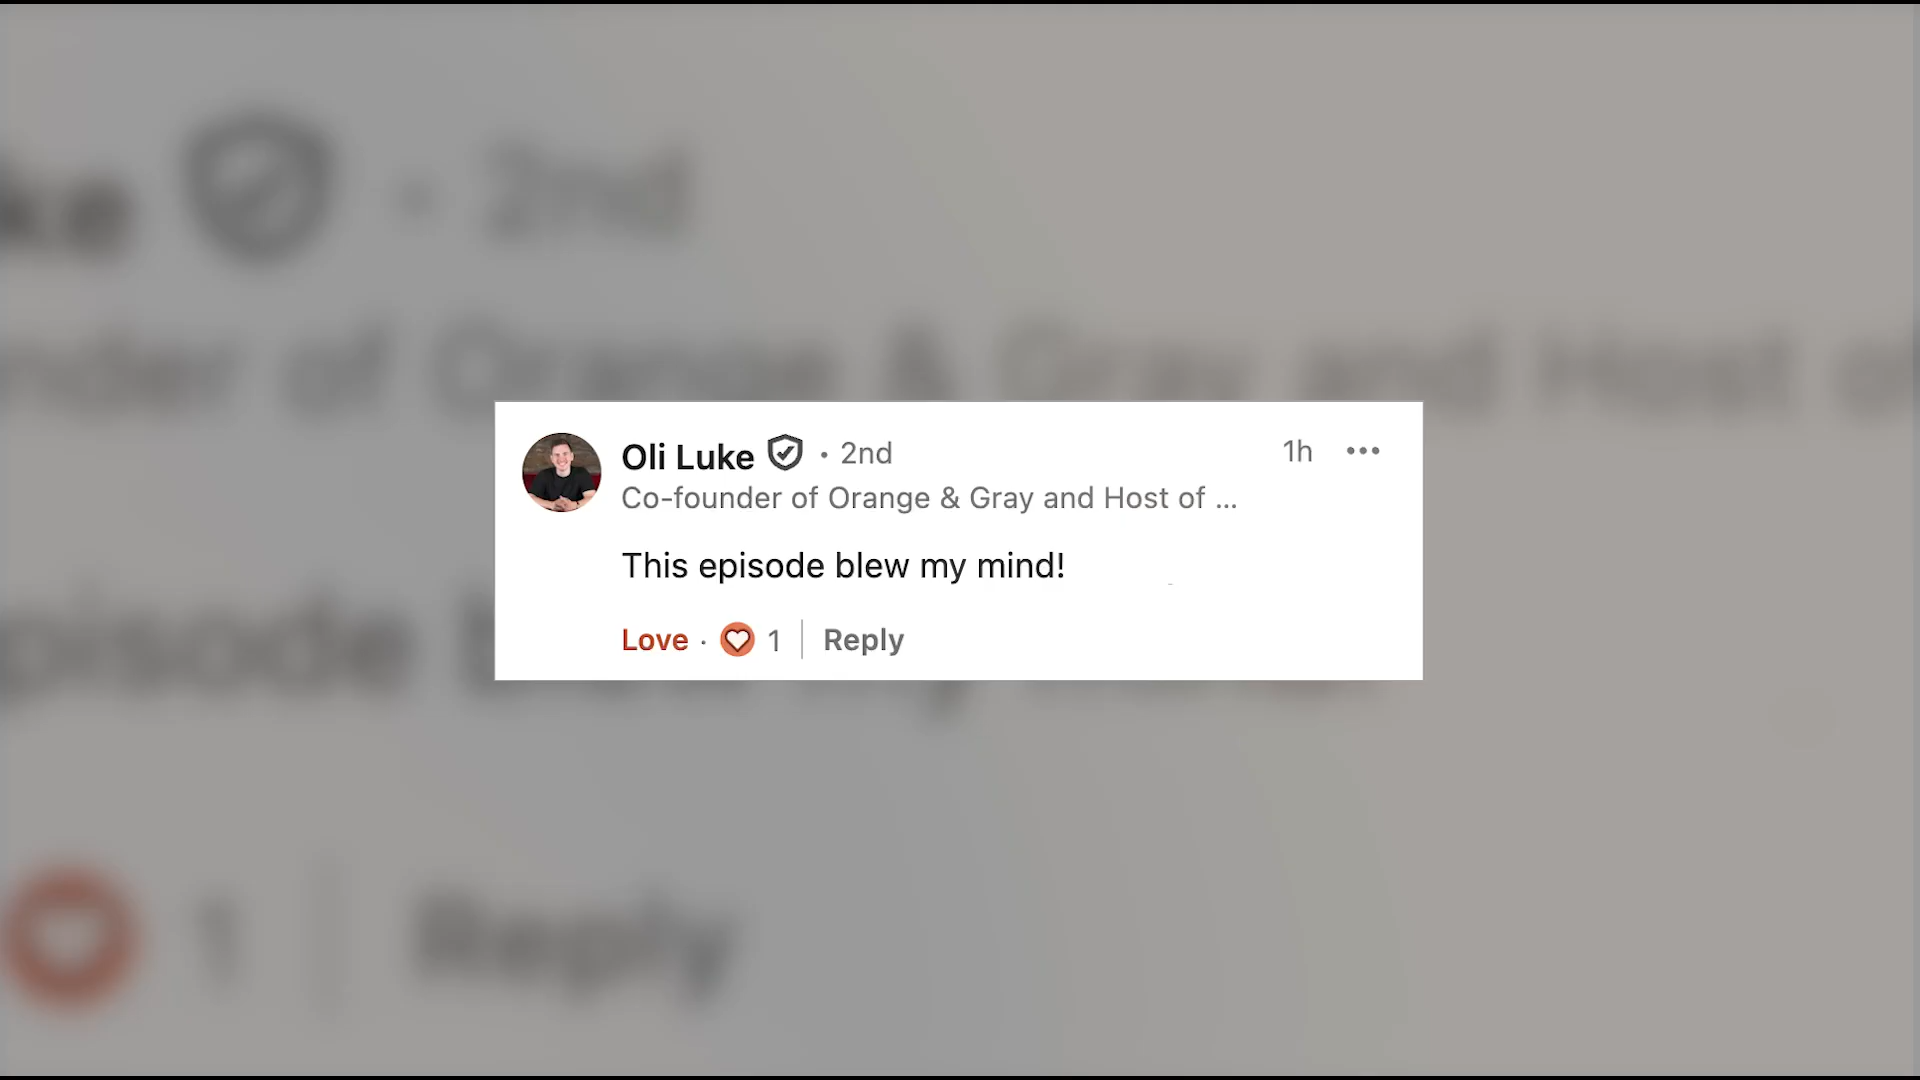 Oli Luke • 2nd 1h •••
Co-founder of Orange & Gray and Host of ...
This episode blew my mind!
Love · 1 | Reply